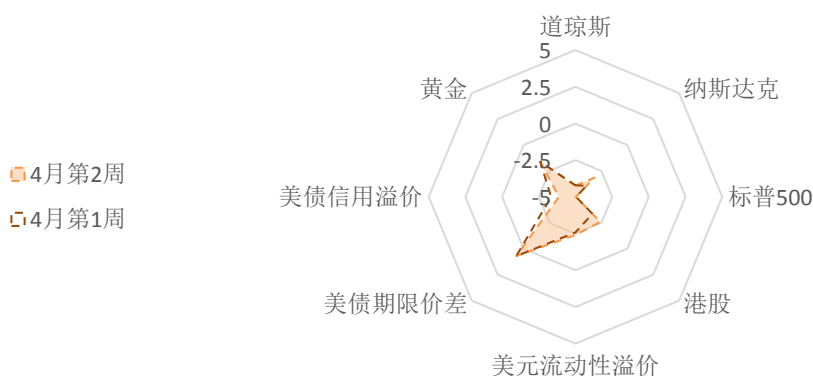 道琼斯
5
2.5
0
-2.5
-5
纳斯达克
标普500
港股
美元流动性溢价
美债期限价差
美债信用溢价
黄金
4月第2周
4月第1周